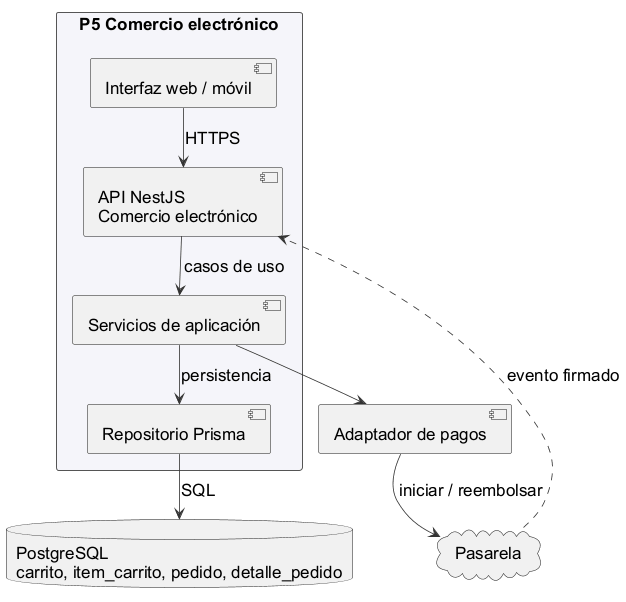 P5 Comercio electrónico
Interfaz web / móvil
HTTPS
API NestJS
Comercio electrónico
casos de uso
Servicios de aplicación
evento firmado
persistencia
Repositorio Prisma
Adaptador de pagos
SQL
iniciar / reembolsar
PostgreSQL
carrito, item_carrito, pedido, detalle_pedido
Pasarela